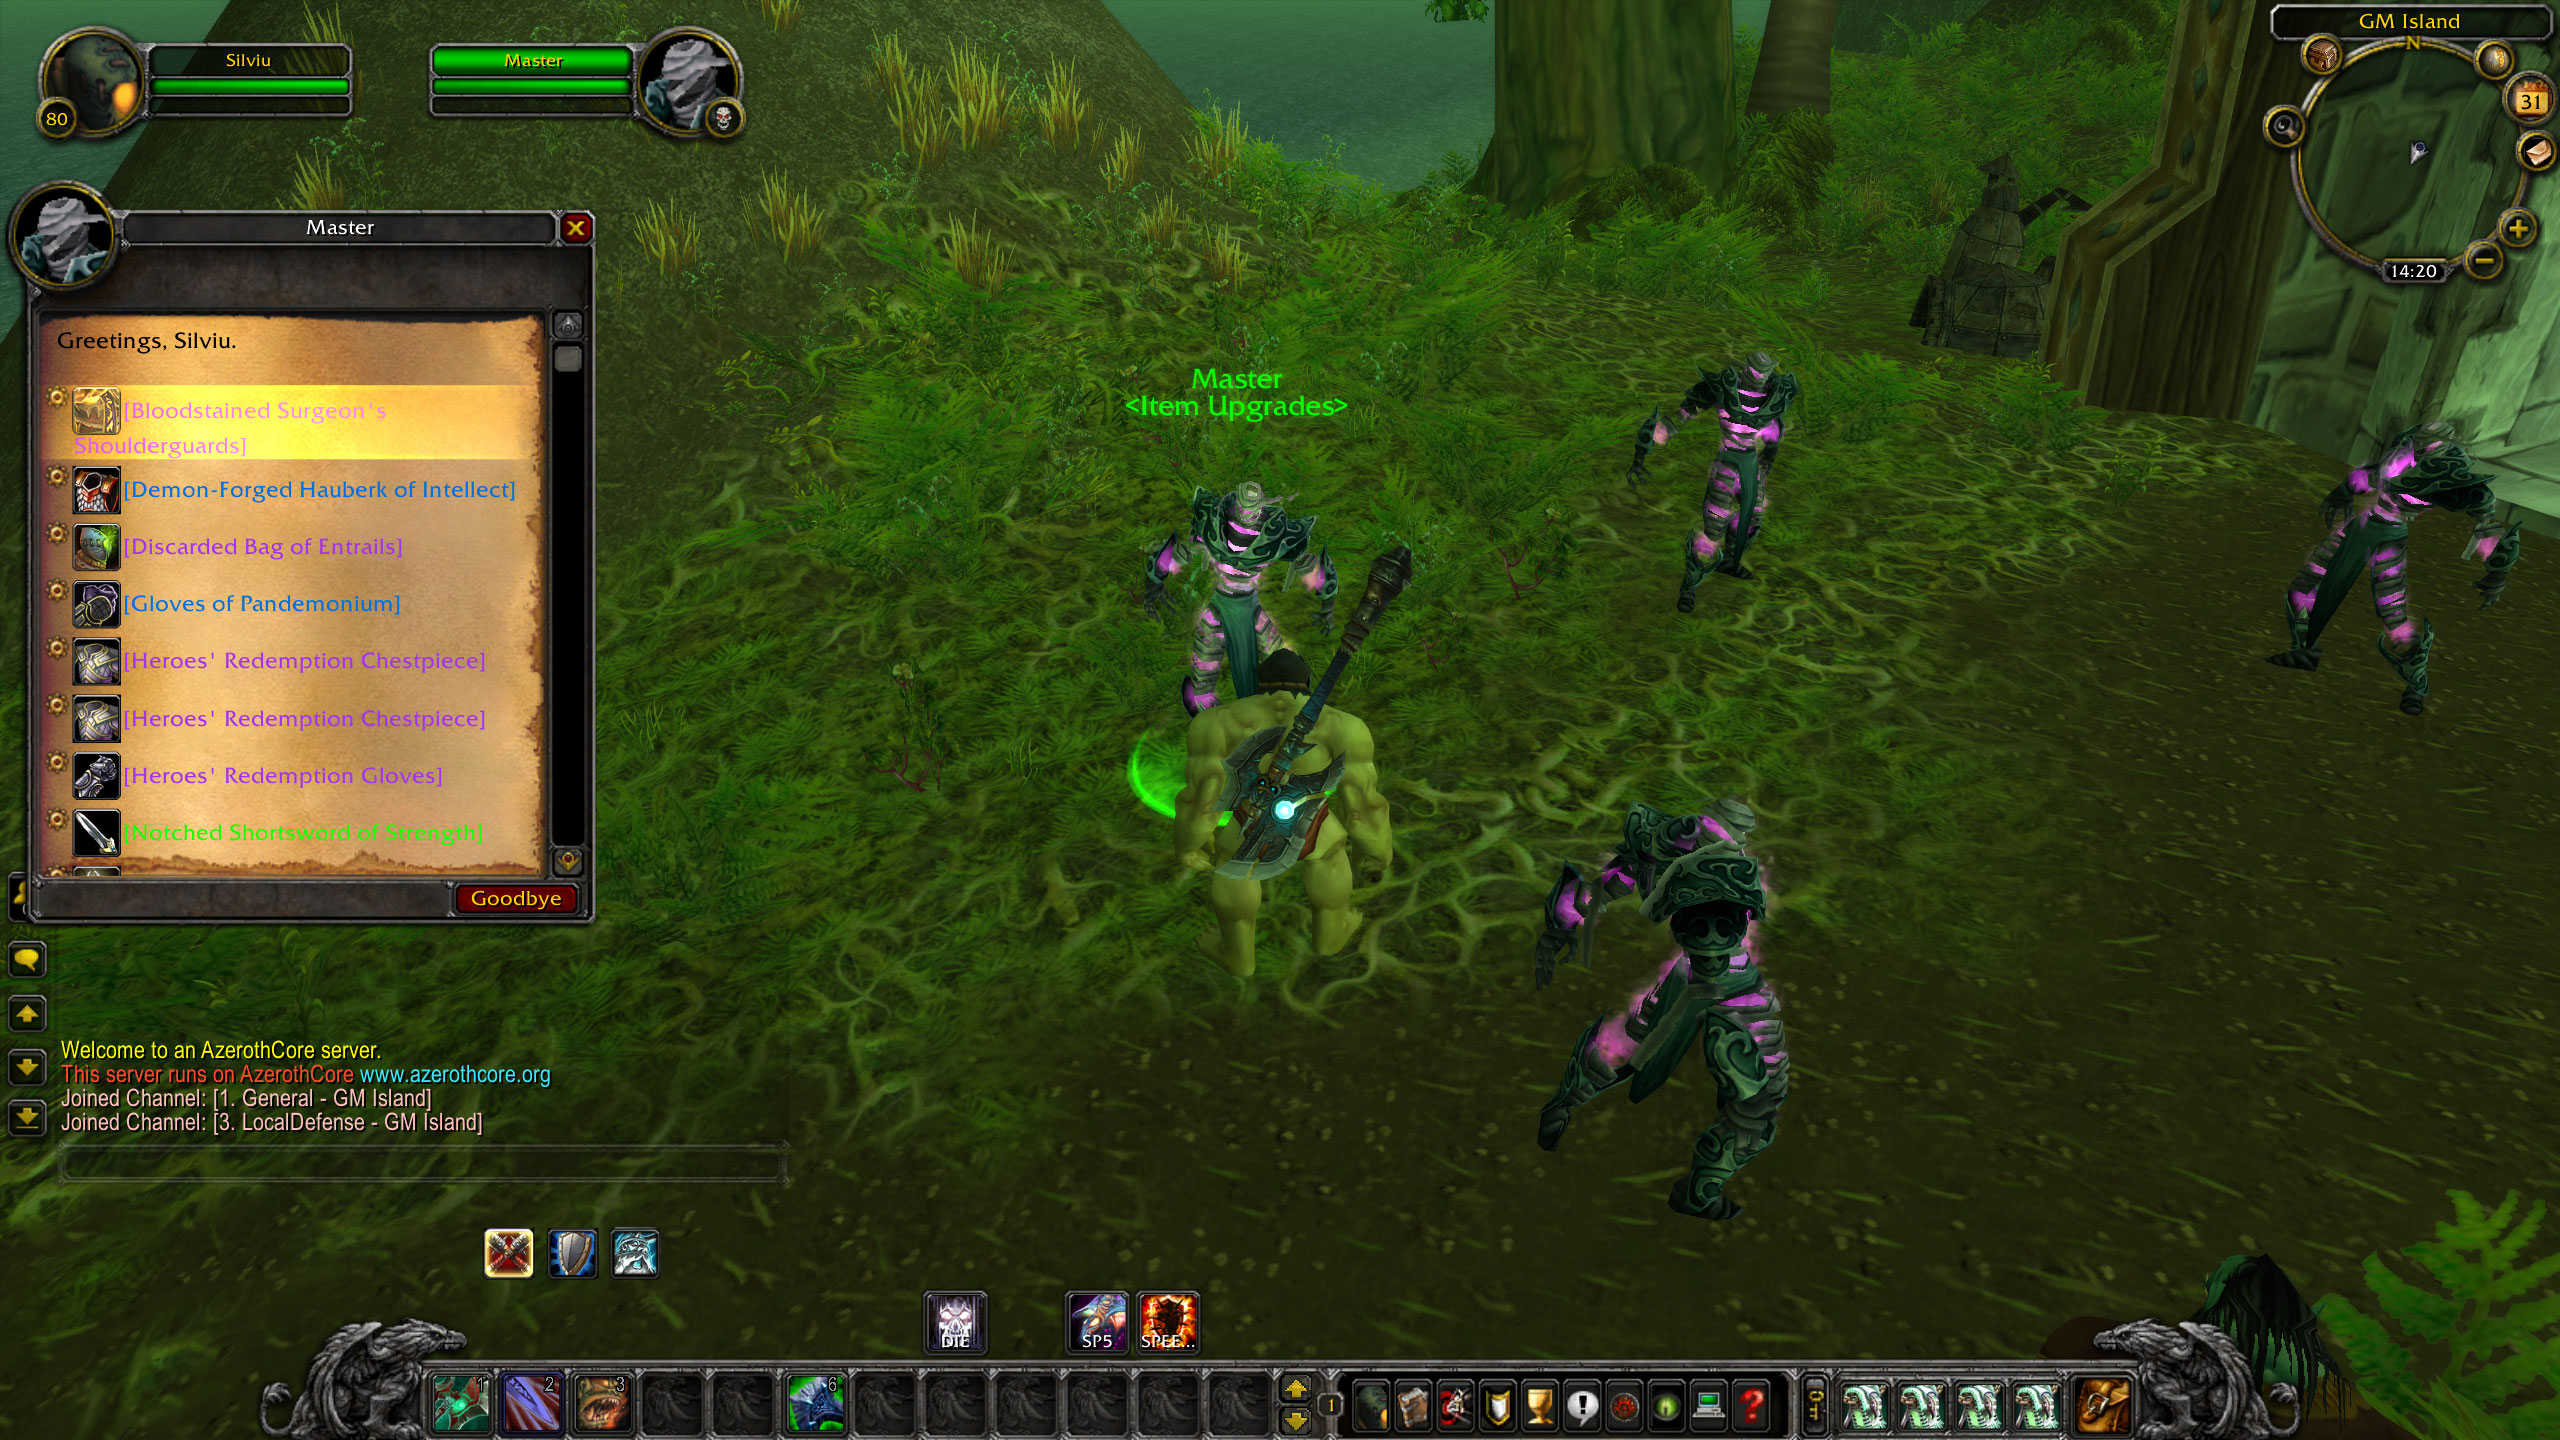 Silviu
80
Master
GM Island
N
31
14:20
Master
Greetings, Silviu.
[Bloodstained Surgeon's
Shoulderguards]
[Demon-Forged Hauberk of Intellect]
[Discarded Bag of Entrails]
[Gloves of Pandemonium]
[Heroes' Redemption Chestpiece]
[Heroes' Redemption Chestpiece]
[Heroes' Redemption Gloves]
[Notched Shortsword of Strength]
Goodbye
Master
<Item Upgrades>
Welcome to an AzerothCore server.
This server runs on AzerothCore www.azerothcore.org
Joined Channel: [1. General - GM Island]
Joined Channel: [3. LocalDefense - GM Island]
DIE
SP5
SPEE...
1
2
3
6
1